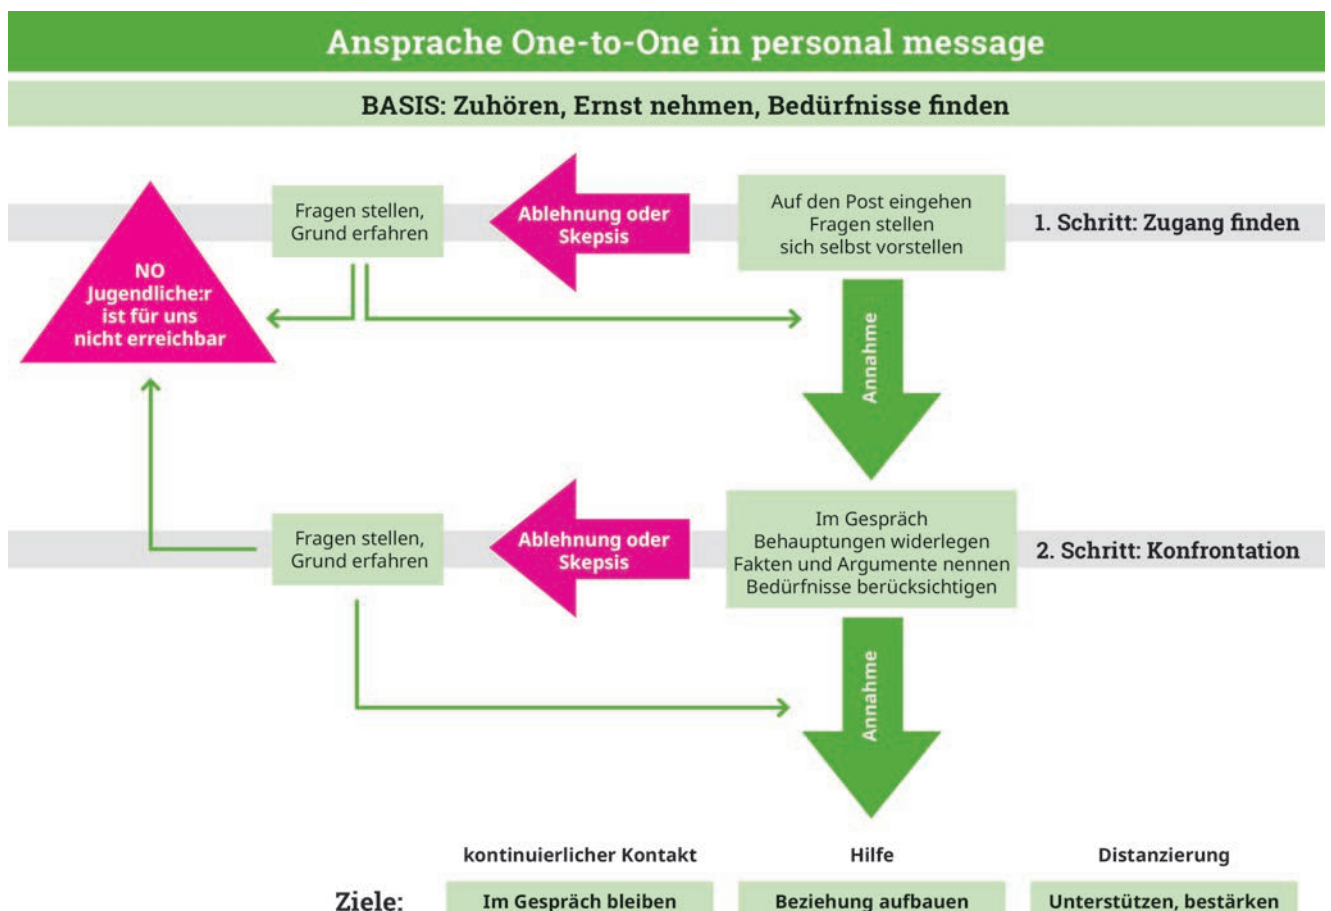 Ansprache One-to-One in personal message
BASIS: Zuhören, Ernst nehmen, Bedürfnisse finden
NO
Jugendliche:r
ist für uns
nicht erreichbar
Fragen stellen,
Grund erfahren
Ablehnung oder
Skepsis
Auf den Post eingehen
Fragen stellen
sich selbst vorstellen
1. Schritt: Zugang finden
Annahme
Fragen stellen,
Grund erfahren
Ablehnung oder
Skepsis
Im Gespräch
Behauptungen widerlegen
Fakten und Argumente nennen
Bedürfnisse berücksichtigen
2. Schritt: Konfrontation
Annahme
kontinuierlicher Kontakt
Hilfe
Distanzierung
Ziele:
Im Gespräch bleiben
Beziehung aufbauen
Unterstützen, bestärken